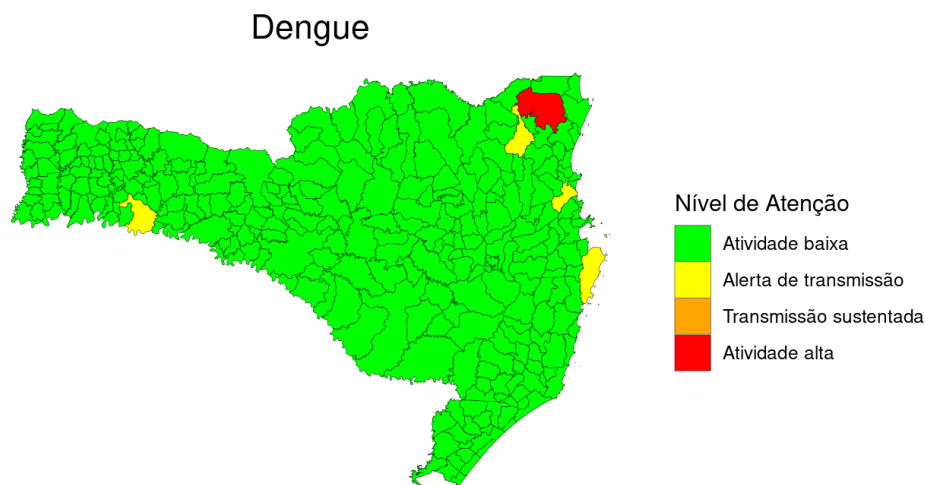 Dengue
Nível de Atenção
Atividade baixa
Alerta de transmissão
Transmissão sustentada
Atividade alta